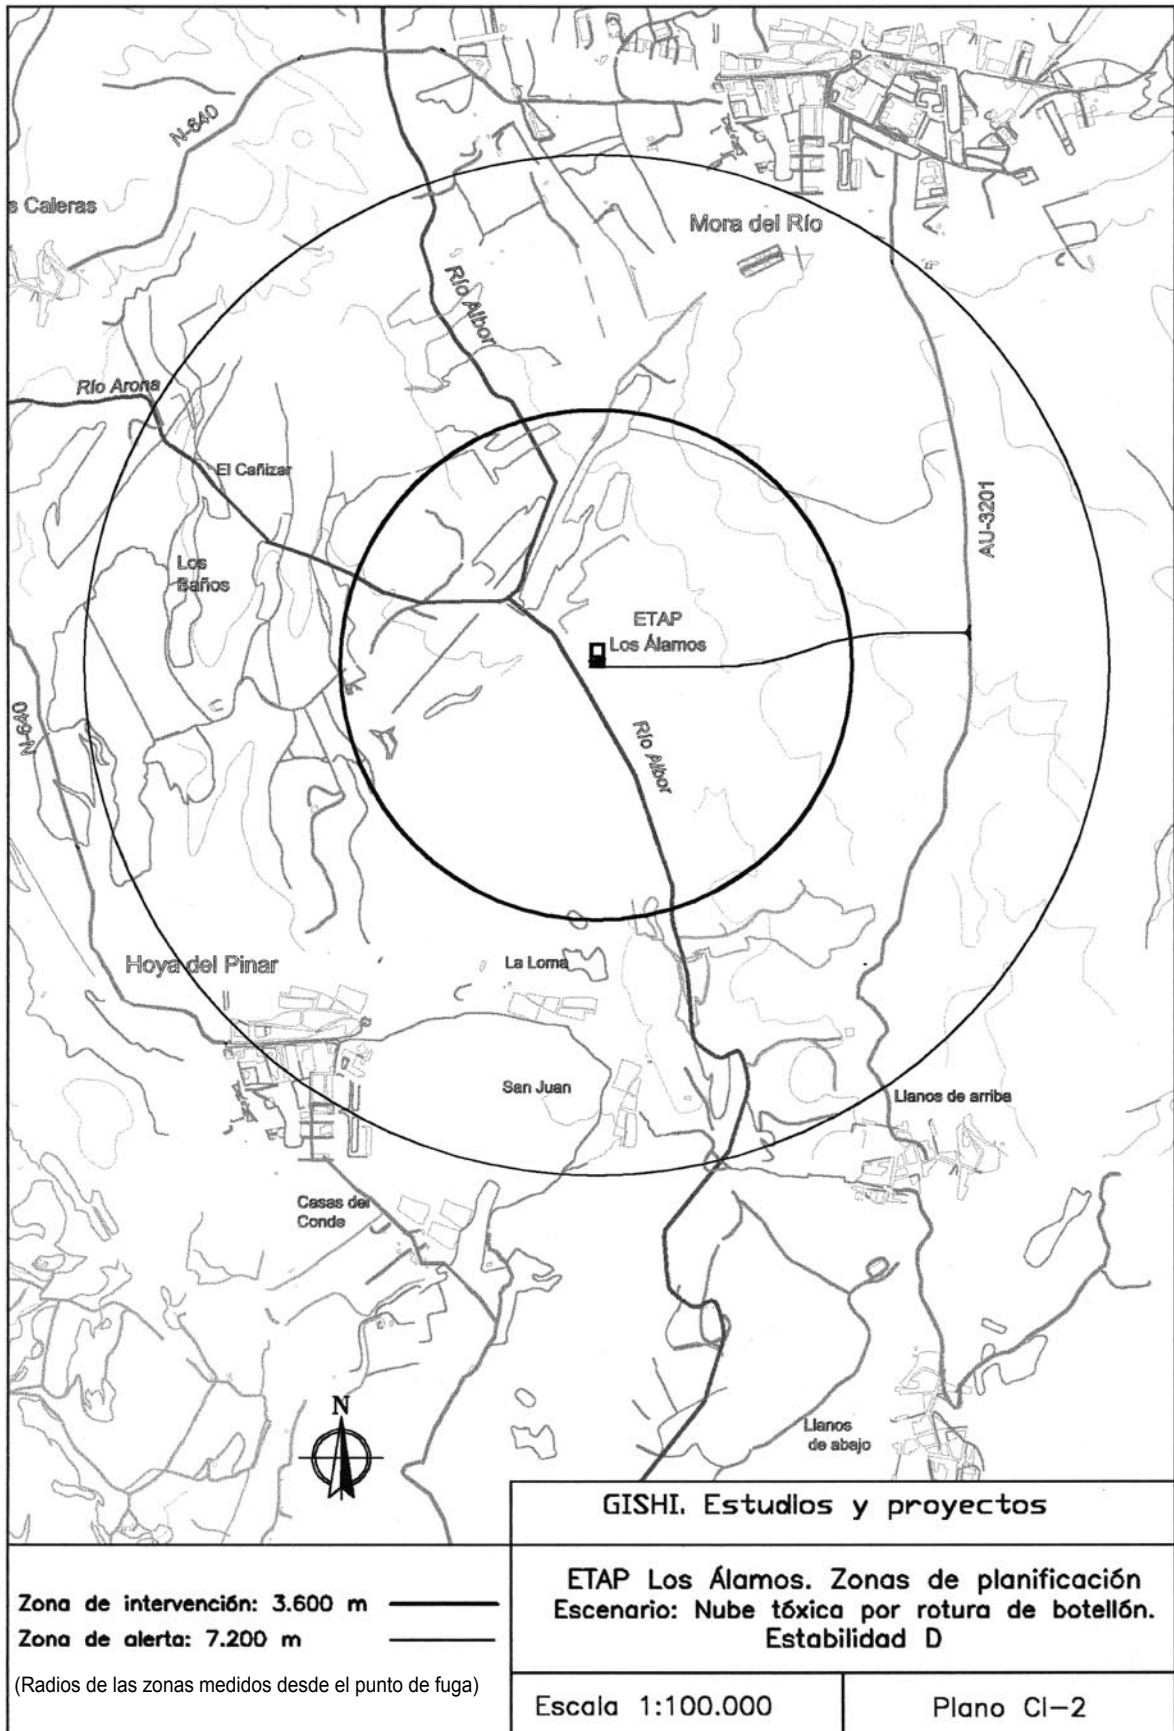 N-640
s Caleras
Mora del Río
Río Albor
Río Arona
El Cañizar
Los
Baños
AU-3201
ETAP
Los Álamos
N-640
Río Albor
Hoya del Pinar
La Loma
San Juan
Llanos de arriba
Casas del
Conde
N
Llanos
de abajo
GISHI. Estudios y proyectos
Zona de intervención: 3.600 m
Zona de alerta: 7.200 m
(Radios de las zonas medidos desde el punto de fuga)
ETAP Los Álamos. Zonas de planificación
Escenario: Nube tóxica por rotura de botellón.
Estabilidad D
Escala 1:100.000
Plano CI-2